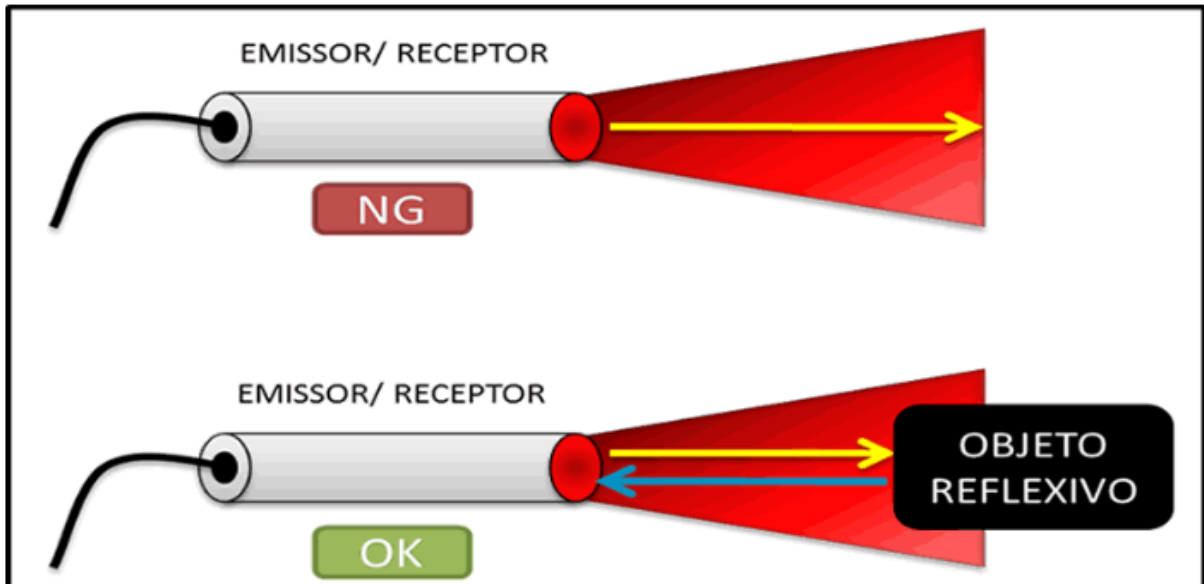 EMISSOR/ RECEPTOR
NG
EMISSOR/ RECEPTOR
OBJETO
REFLEXIVO
OK